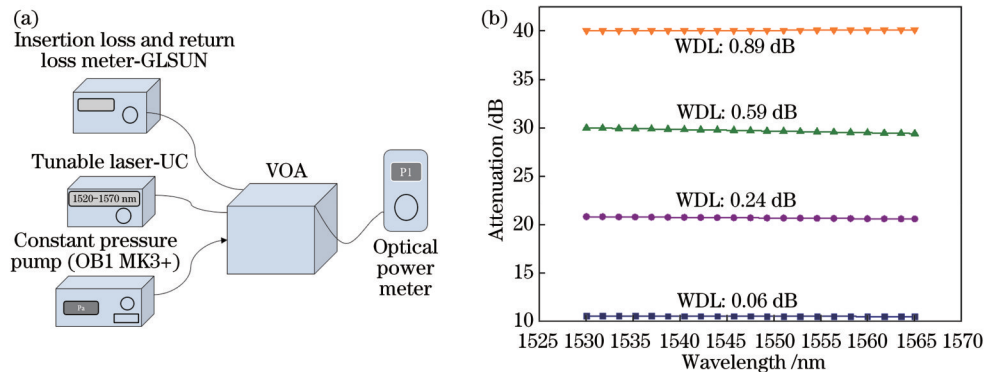 (a)
Insertion loss and return
loss meter-GLSUN
Tunable laser-UC
1520-1570 nm
Constant pressure
pump (OB1 MK3+)
Pa
VOA
P1
Optical
power
meter
(b)
Attenuation /dB
40
35
30
25
20
15
10
WDL: 0.89 dB
WDL: 0.59 dB
WDL: 0.24 dB
WDL: 0.06 dB
1525 1530 1535 1540 1545 1550 1555 1560 1565 1570
Wavelength /nm